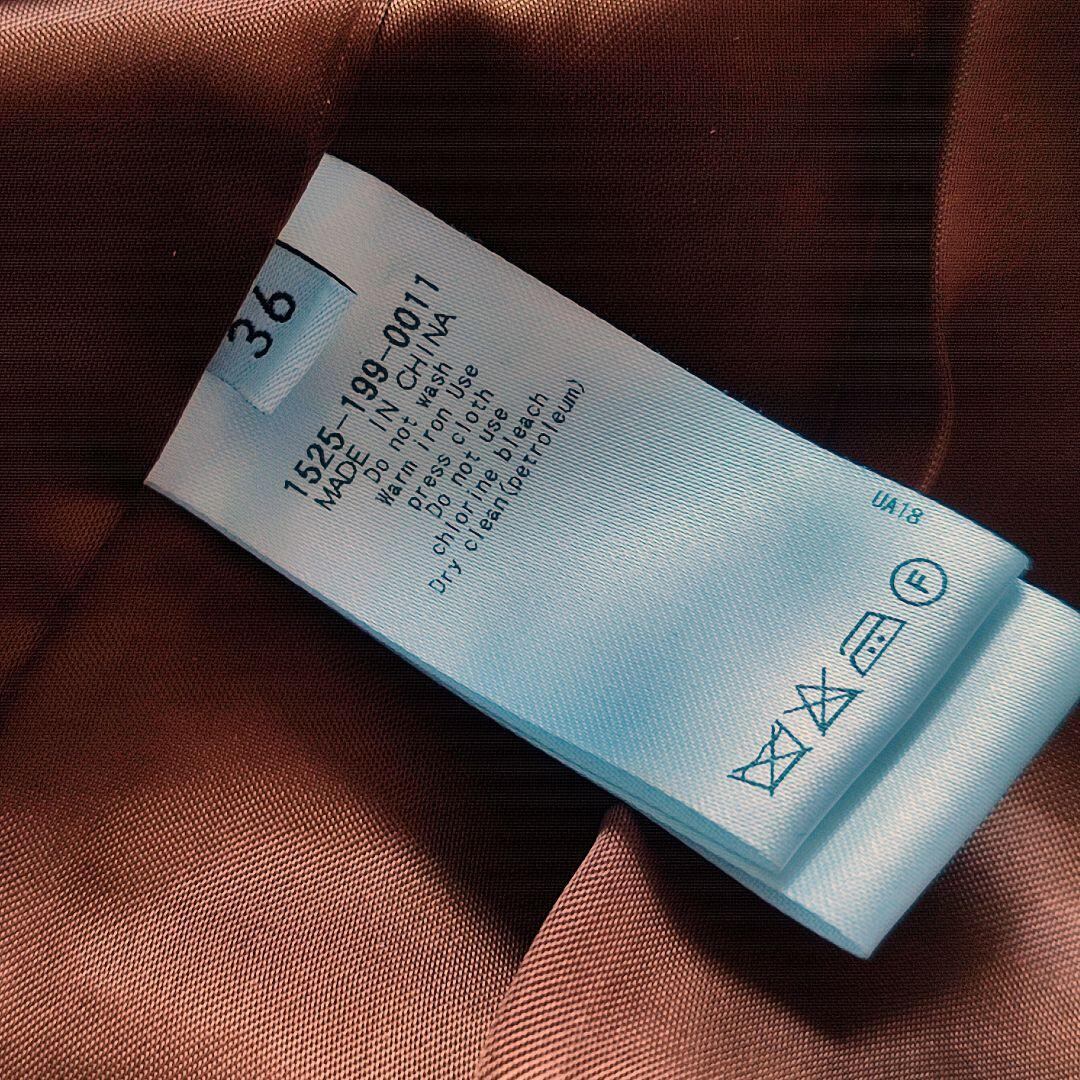 36
1525-199-0011
MADE IN CHINA
Do not wash
Warm Iron Use
press cloth
Do not use
chlorine bleach
Dry clean(petroleum)
UA18
F